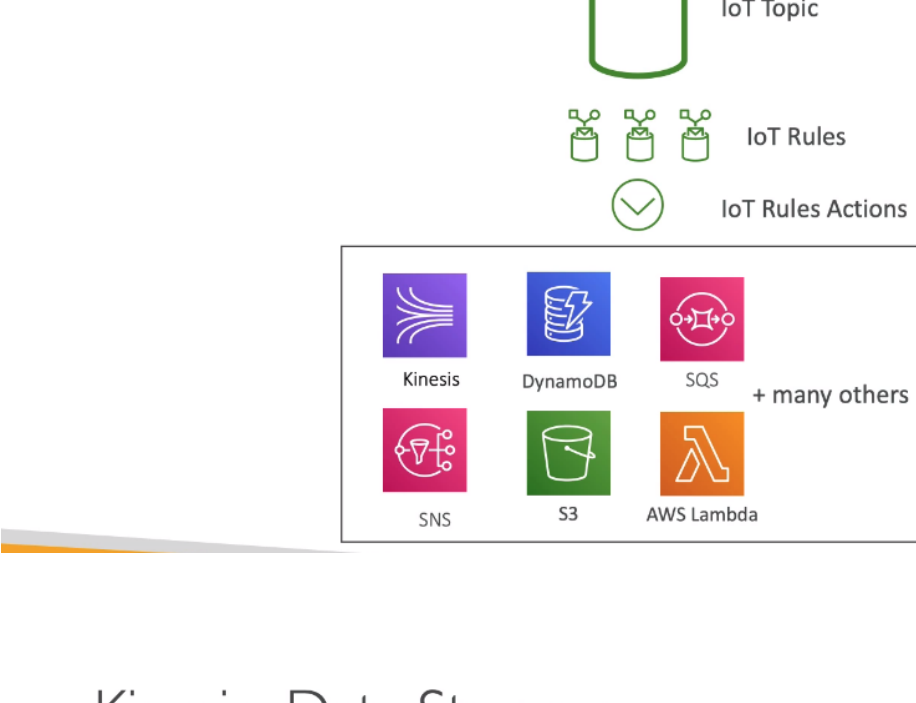 IoT Topic
IoT Rules
IoT Rules Actions
Kinesis
DynamoDB
SQS
+ many others
SNS
S3
AWS Lambda